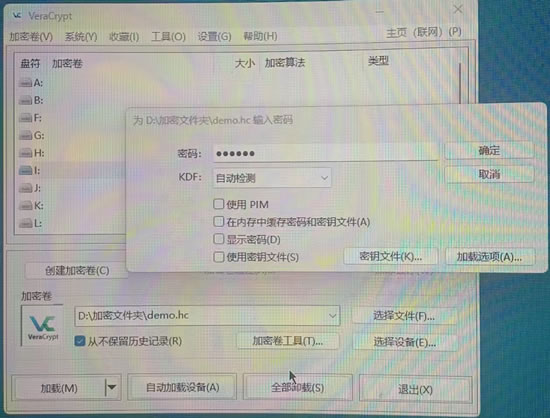 VeraCrypt
加密卷(V) 系统(Y) 收藏(I) 工具(O) 设置(G) 帮助(H) 主页（联网）(P)
盘符 加密卷 大小 加密算法 类型
A:
B:
F:
G:
H:
I:
J:
K:
L:
为 D:\加密文件夹\demo.hc 输入密码
密码: ●●●●●● 确定
KDF: 自动检测 取消
使用 PIM
在内存中缓存密码和密钥文件(A)
显示密码(D)
使用密钥文件(S) 密钥文件(K)... 加载选项(A)...
创建加密卷(C)
加密卷
VeraCrypt
D:\加密文件夹\demo.hc 选择文件(F)...
从不保留历史记录(R) 加密卷工具(T)... 选择设备(E)...
加载(M) 自动加载设备(A) 全部卸载(S) 退出(X)